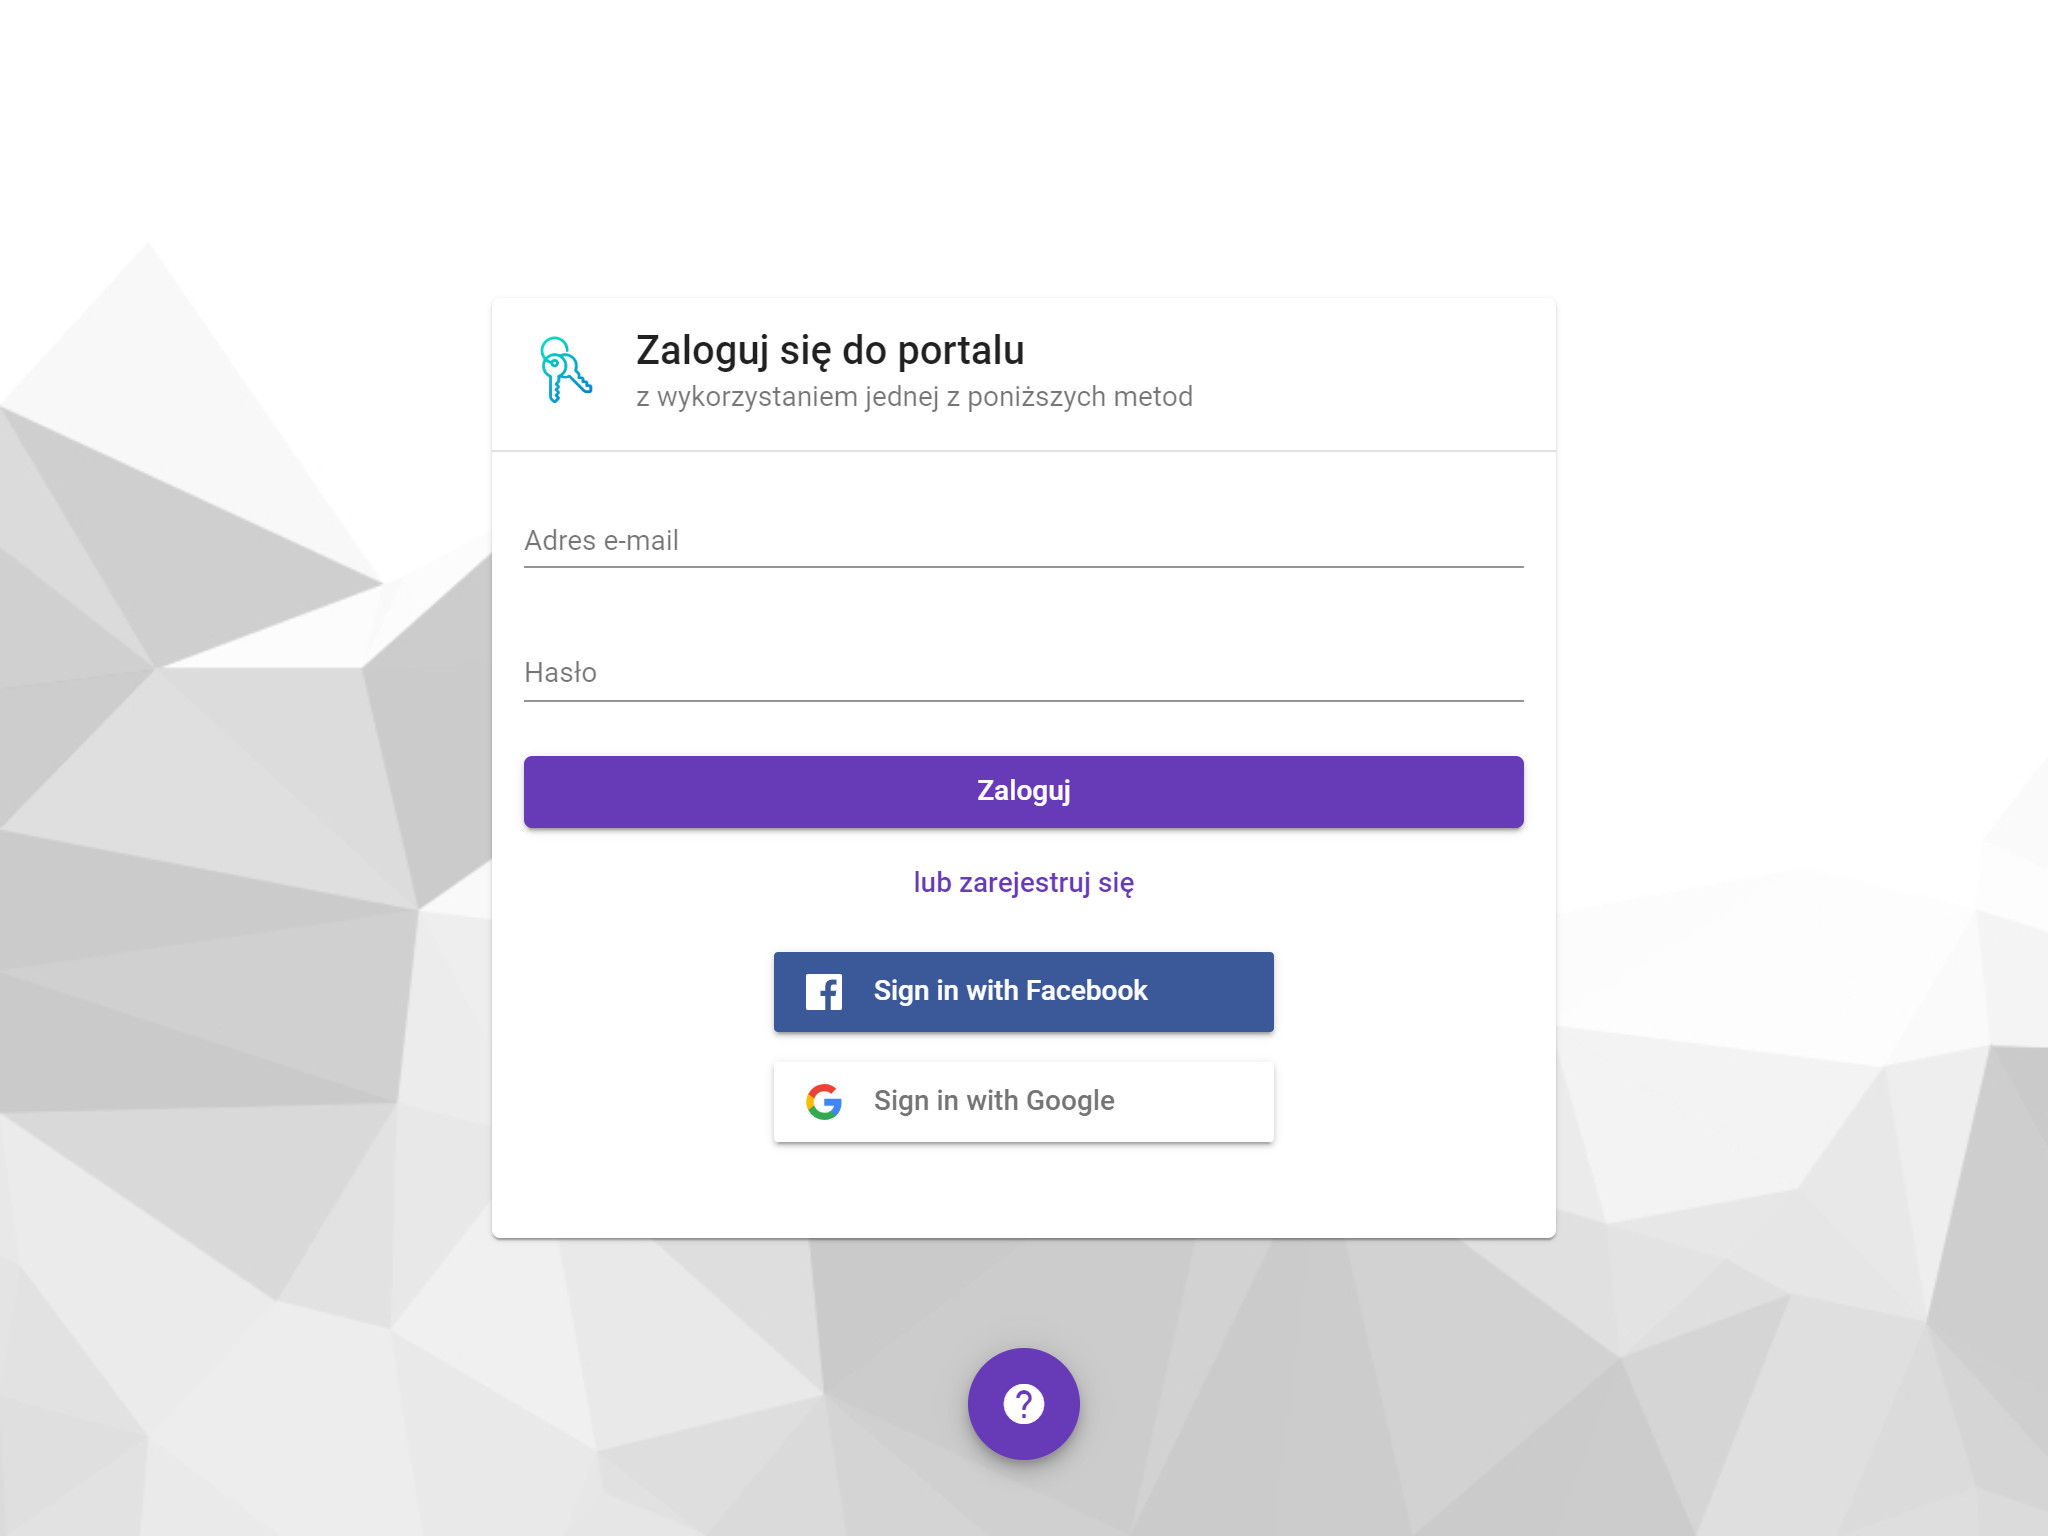 Zaloguj się do portalu
z wykorzystaniem jednej z poniższych metod
Adres e-mail
Hasło
Zaloguj
lub zarejestruj się
Sign in with Facebook
Sign in with Google